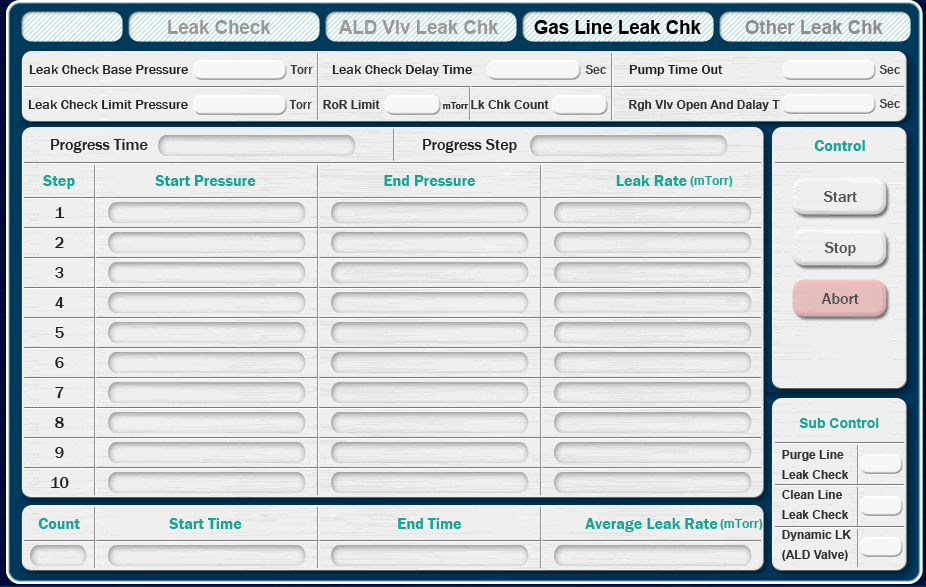 Leak Check
ALD Vlv Leak Chk
Gas Line Leak Chk
Other Leak Chk
Leak Check Base Pressure Torr
Leak Check Delay Time Sec
Pump Time Out Sec
Leak Check Limit Pressure Torr
RoR Limit mTorr
Lk Chk Count
Rgh Vlv Open And Dalay T Sec
Progress Time
Progress Step
Step Start Pressure End Pressure Leak Rate (mTorr)
1
2
3
4
5
6
7
8
9
10
Count Start Time End Time Average Leak Rate (mTorr)
Control
Start
Stop
Abort
Sub Control
Purge Line
Leak Check
Clean Line
Leak Check
Dynamic LK
(ALD Valve)